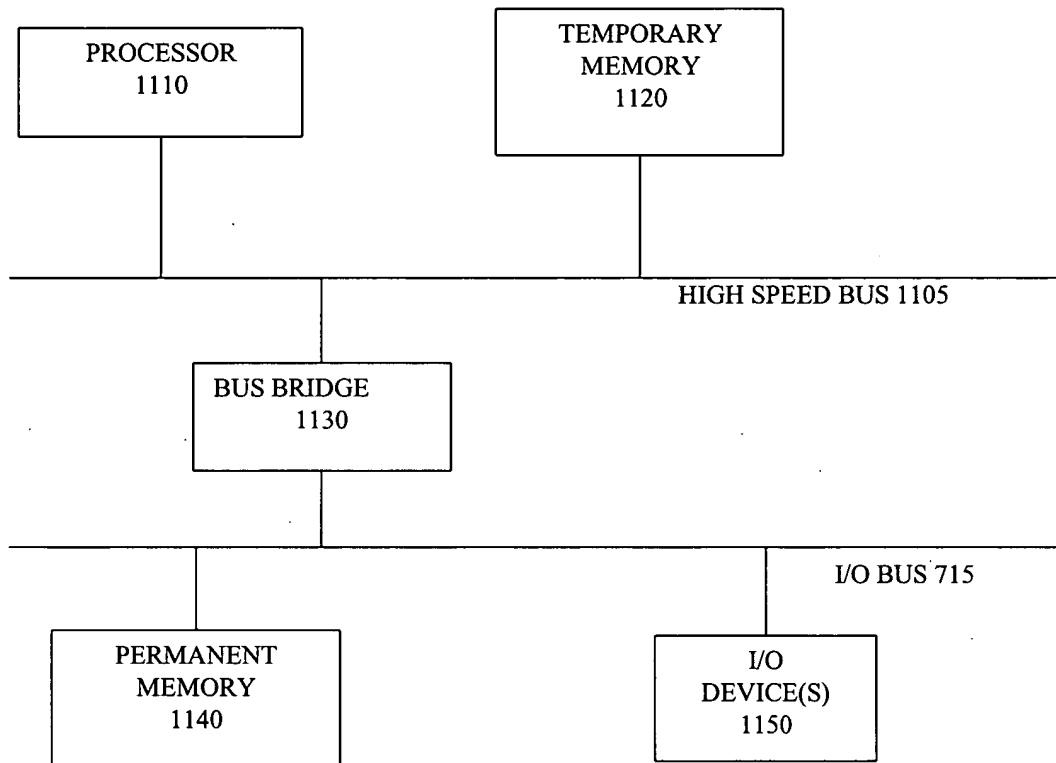 PROCESSOR
1110
TEMPORARY
MEMORY
1120
HIGH SPEED BUS 1105
BUS BRIDGE
1130
I/O BUS 715
PERMANENT
MEMORY
1140
I/O
DEVICE(S)
1150